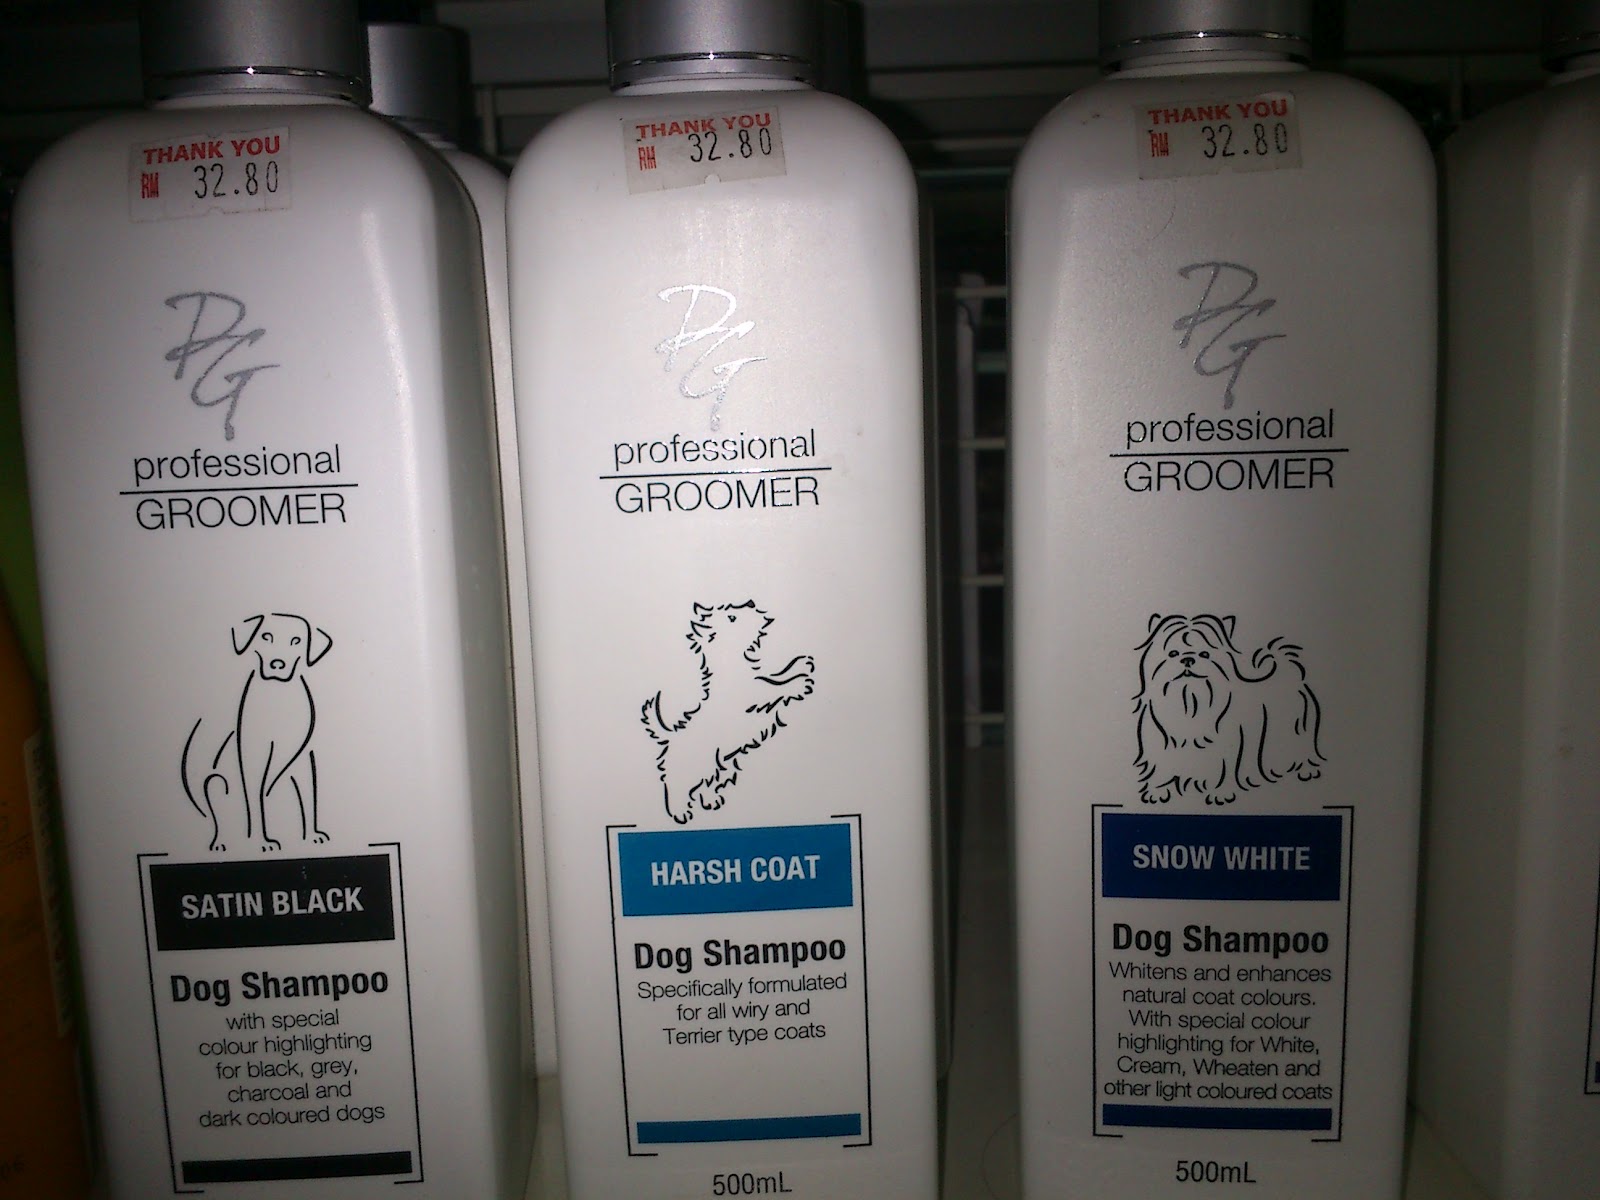 THANK YOU
RM 32.80
PG
professional
GROOMER
SATIN BLACK
Dog Shampoo
with special
colour highlighting
for black, grey,
charcoal and
dark coloured dogs
THANK YOU
RM 32.80
PG
professional
GROOMER
HARSH COAT
Dog Shampoo
Specifically formulated
for all wiry and
Terrier type coats
500mL
THANK YOU
RM 32.80
PG
professional
GROOMER
SNOW WHITE
Dog Shampoo
Whitens and enhances
natural coat colours.
With special colour
highlighting for White,
Cream, Wheaten and
other light coloured coats
500mL